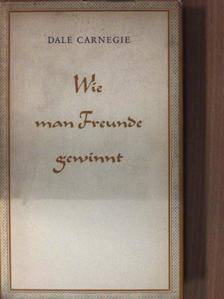 DALE CARNEGIE
Wie
man Freunde
gewinnt